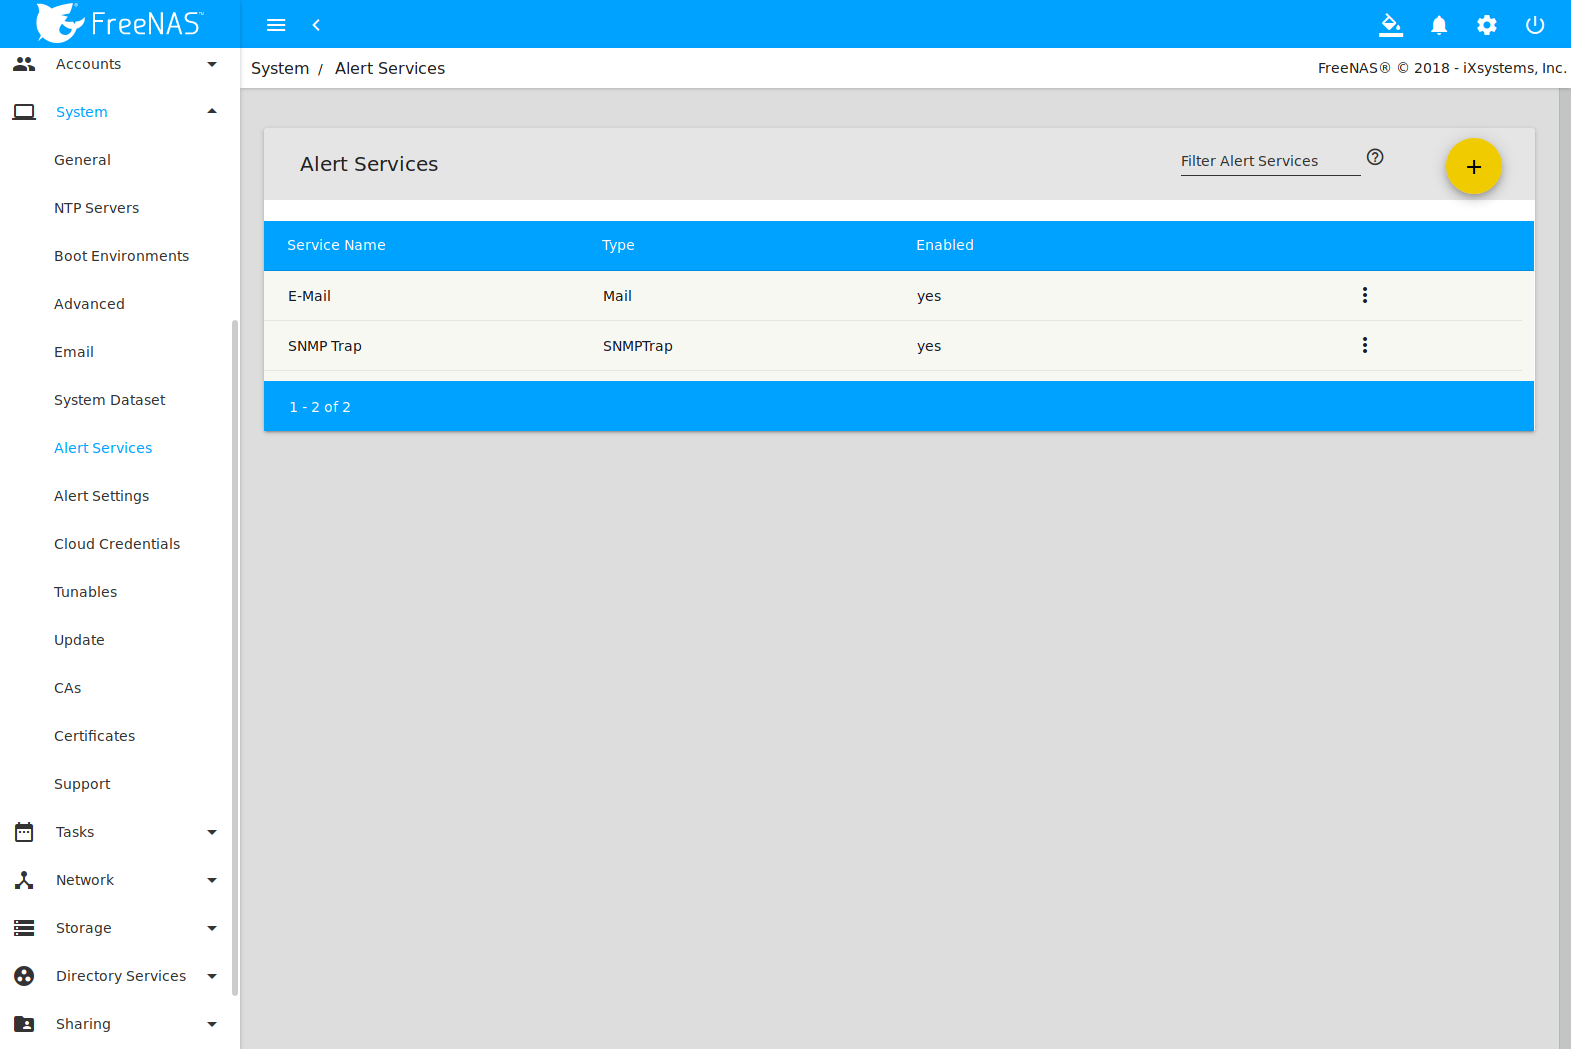 FreeNAS™
Accounts
System
General
NTP Servers
Boot Environments
Advanced
Email
System Dataset
Alert Services
Alert Settings
Cloud Credentials
Tunables
Update
CAs
Certificates
Support
Tasks
Network
Storage
Directory Services
Sharing
System / Alert Services
FreeNAS® © 2018 - iXsystems, Inc.
Alert Services
Filter Alert Services
Service Name Type Enabled
E-Mail Mail yes
SNMP Trap SNMPTrap yes
1 - 2 of 2